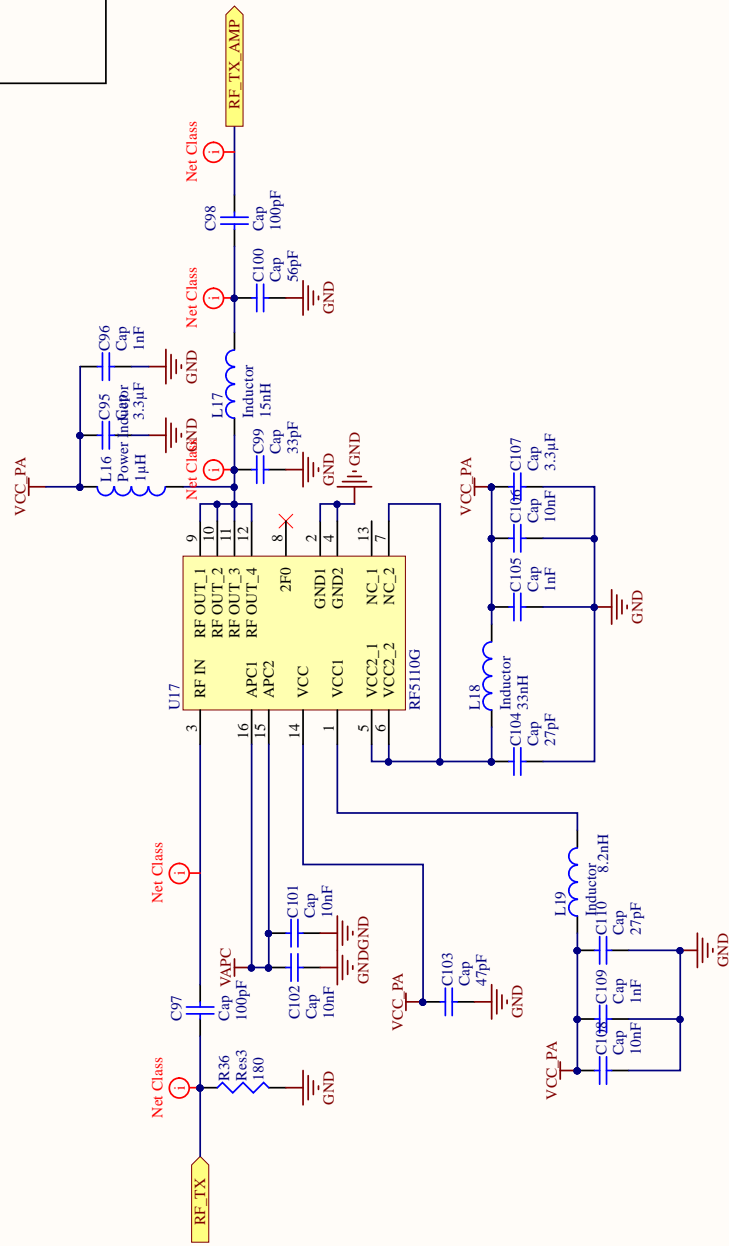 RF_TX
Net Class
R36
Res3
180
GND
C97
Cap
100pF
Net Class
VAPC
C102
Cap
10nF
GND
C101
Cap
10nF
GND
VCC_PA
C103
Cap
47pF
GND
VCC_PA
C108
Cap
10nF
C109
Cap
1nF
C110
Cap
27pF
GND
L19
Inductor
8.2nH
U17
3
RF IN
16
APC1
15
APC2
14
VCC
1
VCC1
5
VCC2_1
6
VCC2_2
RF5110G
RF OUT_1
9
RF OUT_2
10
RF OUT_3
11
RF OUT_4
12
2F0
8
GND1
2
GND2
4
NC_1
13
NC_2
7
GND
C104
Cap
27pF
L18
Inductor
33nH
C105
Cap
1nF
C106
Cap
10nF
C107
Cap
3.3µF
VCC_PA
GND
VCC_PA
L16
Power Inductor
1µH
C95
Cap
3.3µF
GND
C96
Cap
1nF
GND
Net Class
C99
Cap
33pF
GND
L17
Inductor
15nH
Net Class
C100
Cap
56pF
GND
C98
Cap
100pF
Net Class
RF_TX_AMP